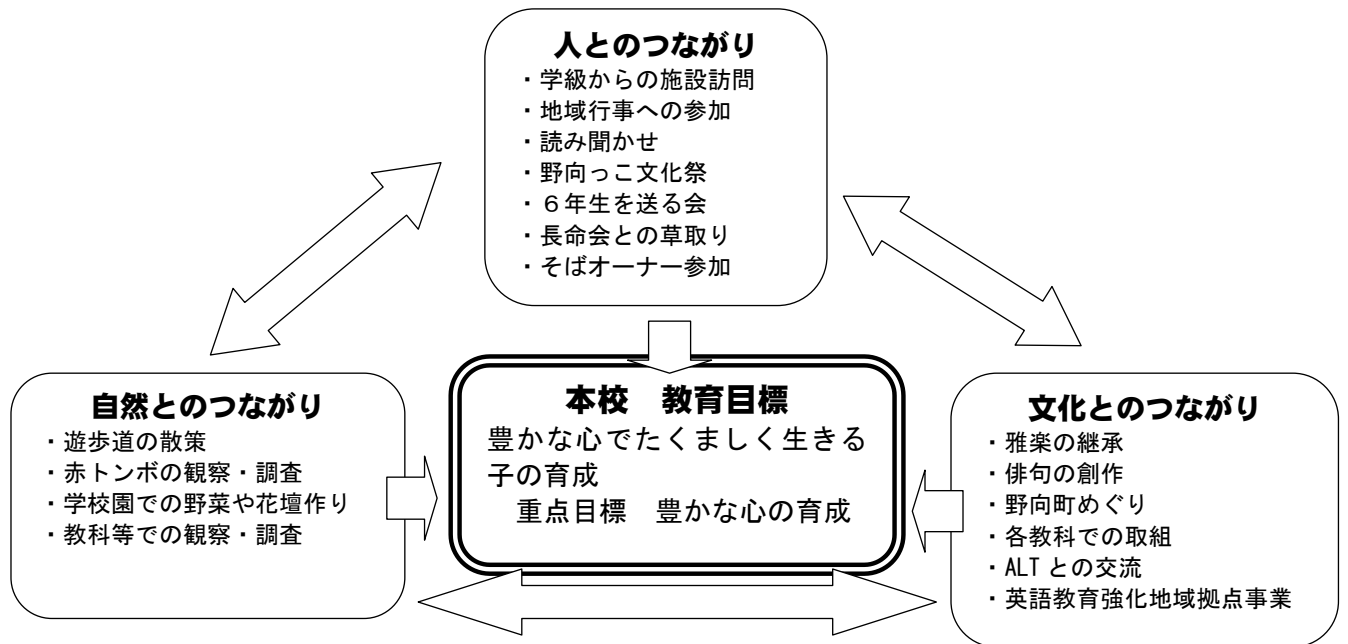 人とのつながり
・学級からの施設訪問
・地域行事への参加
・読み聞かせ
・野向っこ文化祭
・６年生を送る会
・長命会との草取り
・そばオーナー参加
自然とのつながり
・遊歩道の散策
・赤トンボの観察・調査
・学校園での野菜や花壇作り
・教科等での観察・調査
本校　教育目標
豊かな心でたくましく生きる
子の育成
重点目標　豊かな心の育成
文化とのつながり
・雅楽の継承
・俳句の創作
・野向町めぐり
・各教科での取組
・ALT との交流
・英語教育強化地域拠点事業